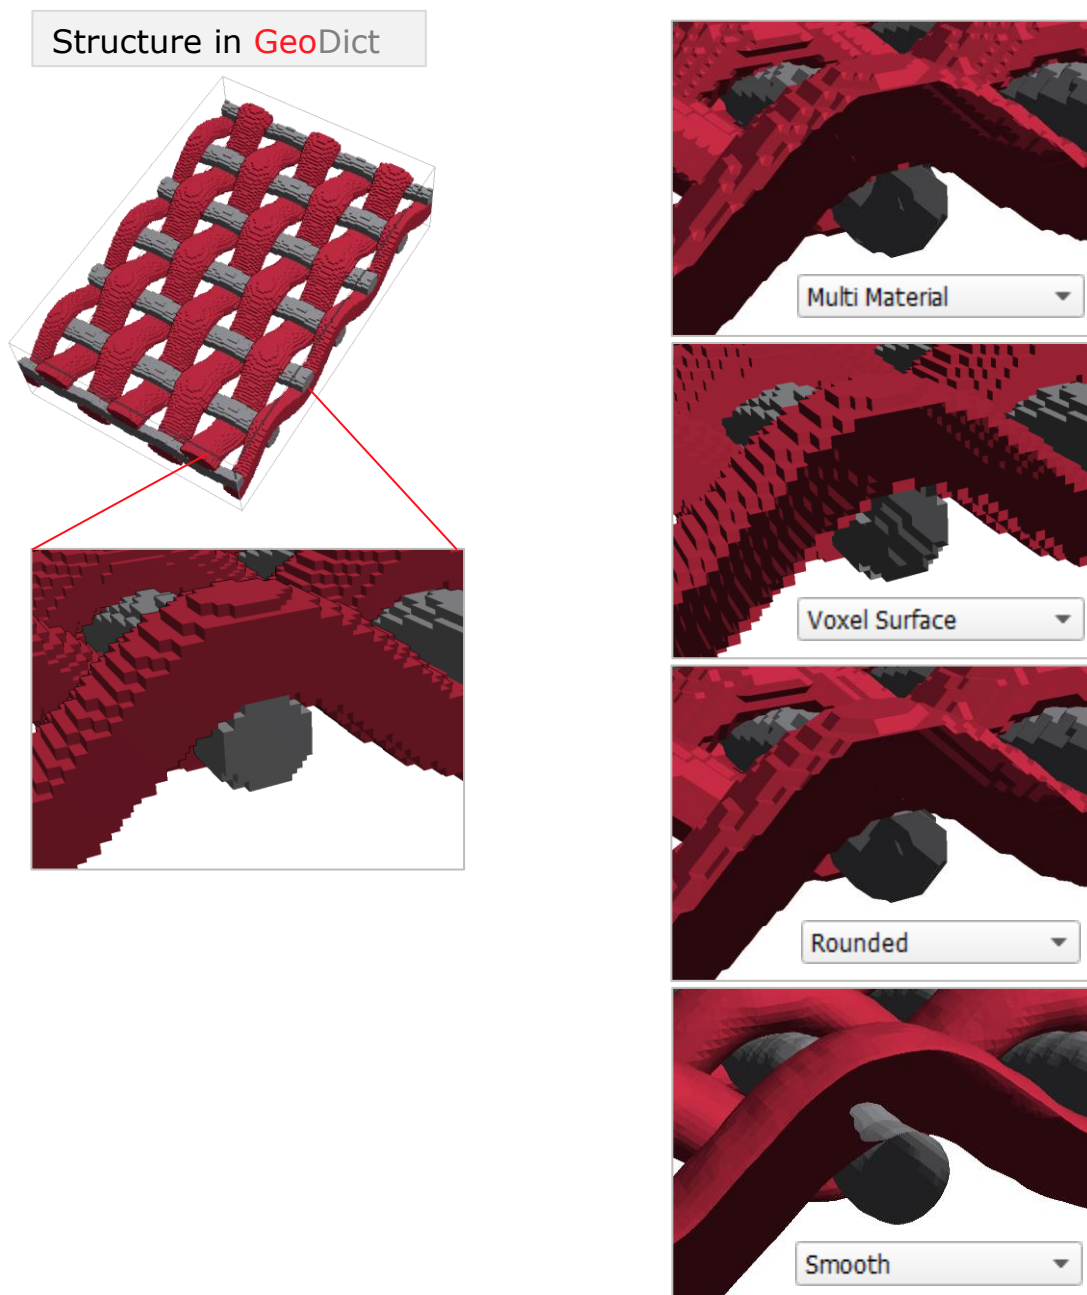 Structure in GeoDict
Multi Material
Voxel Surface
Rounded
Smooth